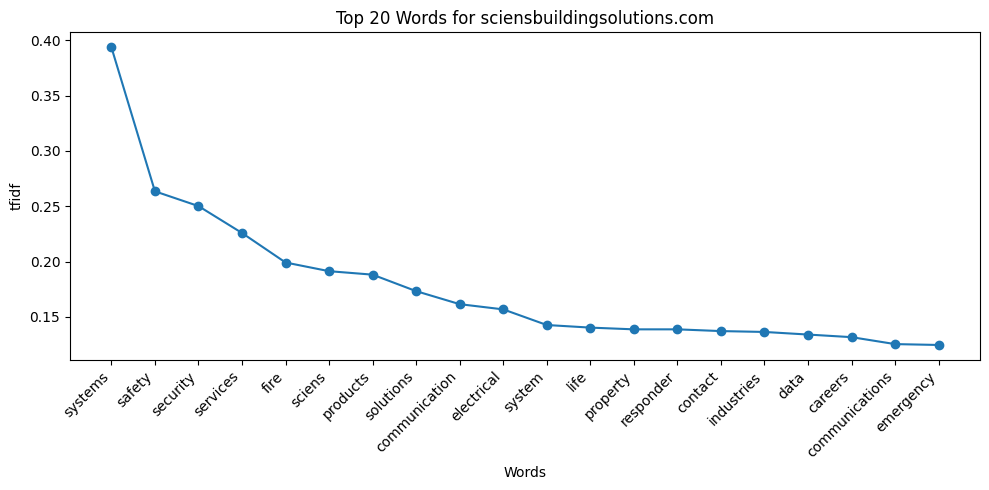 Top 20 Words for sciensbuildingsolutions.com
0.40
0.35
0.30
0.25
0.20
0.15
tfidf
systems
safety
security
services
fire
sciens
products
solutions
communication
electrical
system
life
property
responder
contact
industries
data
careers
communications
emergency
Words